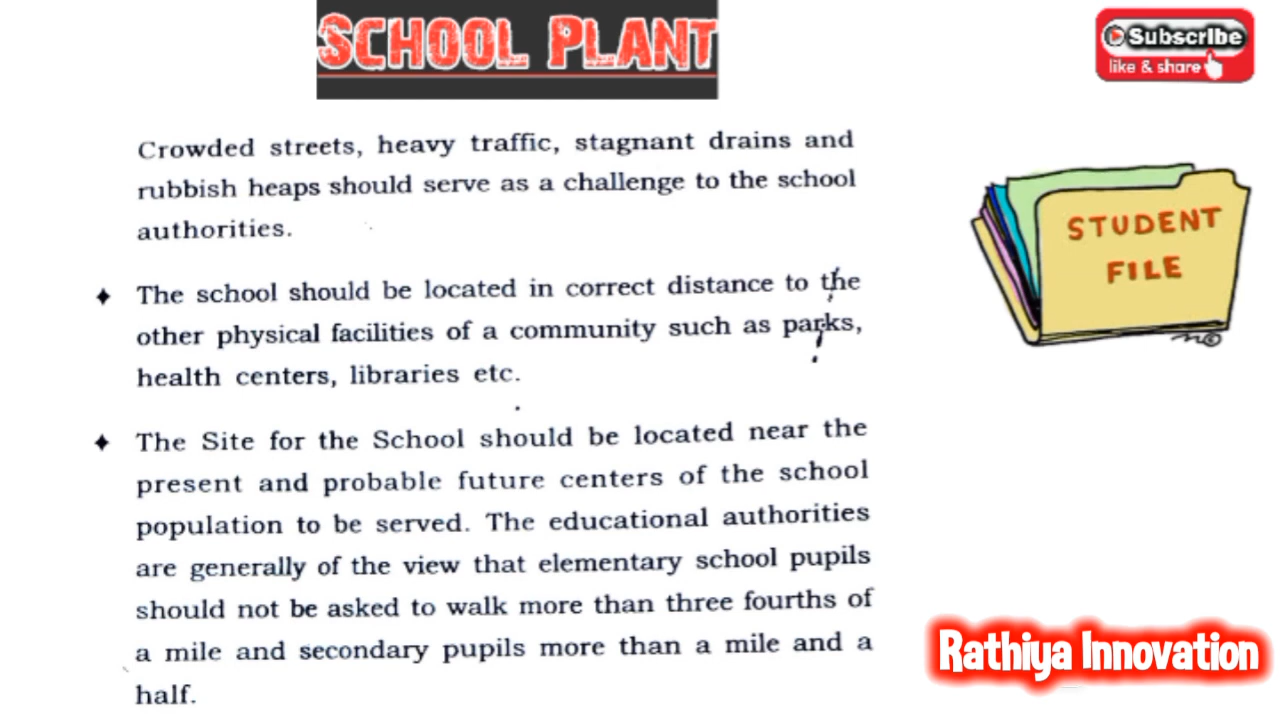 SCHOOL PLANT
Subscribe
like & share
Crowded streets, heavy traffic, stagnant drains and
rubbish heaps should serve as a challenge to the school
authorities.
♦ The school should be located in correct distance to the
other physical facilities of a community such as parks,
health centers, libraries etc.
♦ The Site for the School should be located near the
present and probable future centers of the school
population to be served. The educational authorities
are generally of the view that elementary school pupils
should not be asked to walk more than three fourths of
a mile and secondary pupils more than a mile and a
half.
STUDENT
FILE
Rathiya Innovation